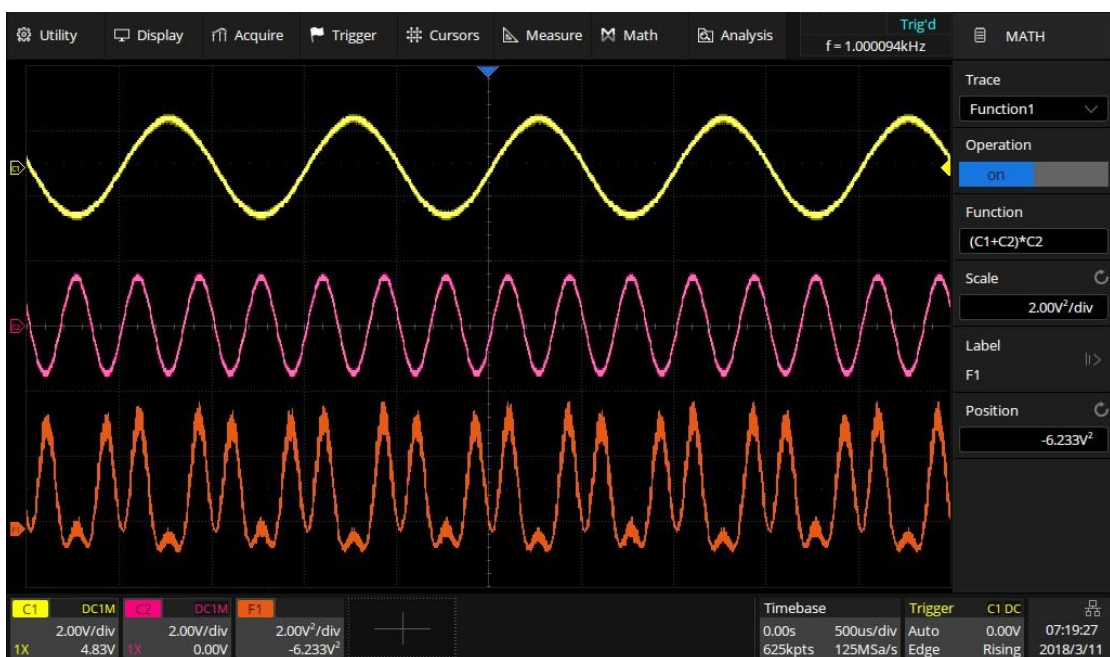 Utility Display Acquire Trigger Cursors Measure Math Analysis
Trig'd
f = 1.000094kHz
MATH
Trace
Function1
Operation
on
Function
(C1+C2)*C2
Scale
2.00V²/div
Label
F1
Position
-6.233V²
C1
C2
C1 DC1M
2.00V/div
1X 4.83V
C2 DC1M
2.00V/div
1X 0.00V
F1
2.00V²/div
-6.233V²
Timebase
0.00s 500us/div
625kpts 125MSa/s
Trigger C1 DC
Auto 0.00V
Edge Rising
07:19:27
2018/3/11